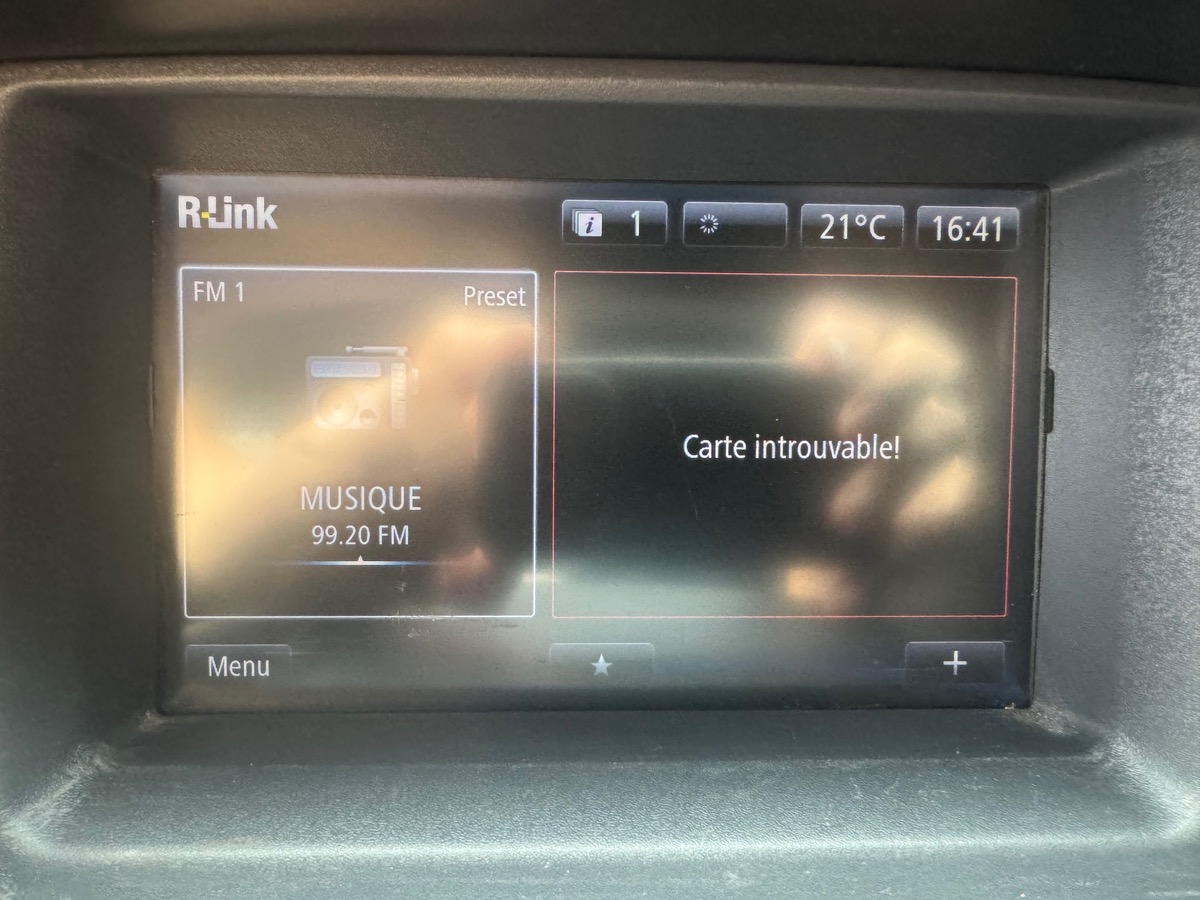 R-Link
i 1
21°C
16:41
FM 1
Preset
MUSIQUE
99.20 FM
Carte introuvable!
Menu
+